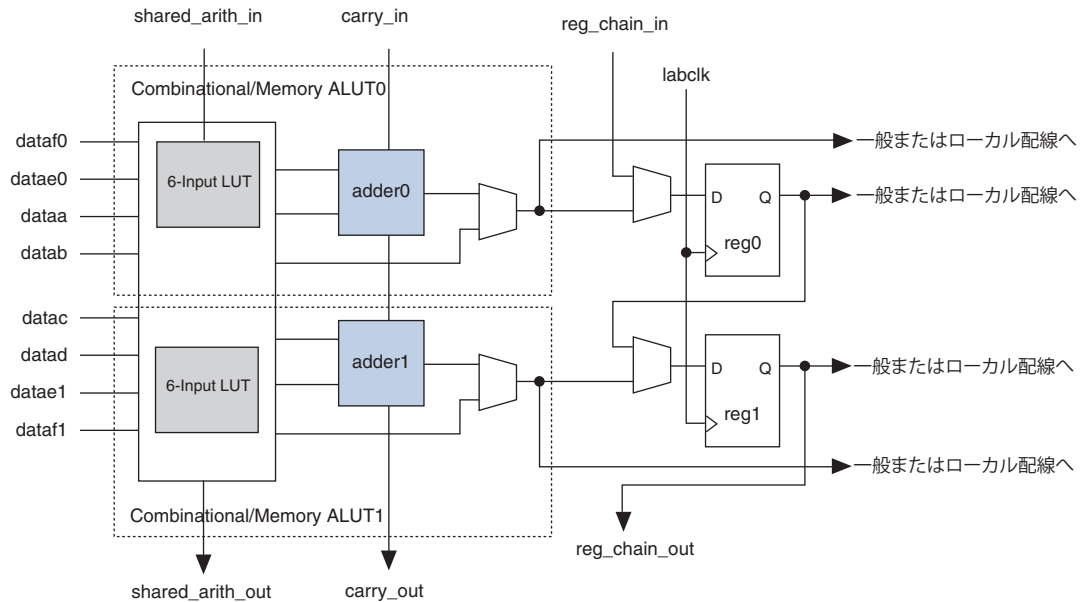 shared_arith_in
carry_in
reg_chain_in
labclk
Combinational/Memory ALUT0
dataf0
datae0
dataa
datab
6-Input LUT
adder0
D
Q
reg0
一般またはローカル配線へ
一般またはローカル配線へ
datac
datad
datae1
dataf1
6-Input LUT
adder1
D
Q
reg1
一般またはローカル配線へ
一般またはローカル配線へ
Combinational/Memory ALUT1
reg_chain_out
shared_arith_out
carry_out